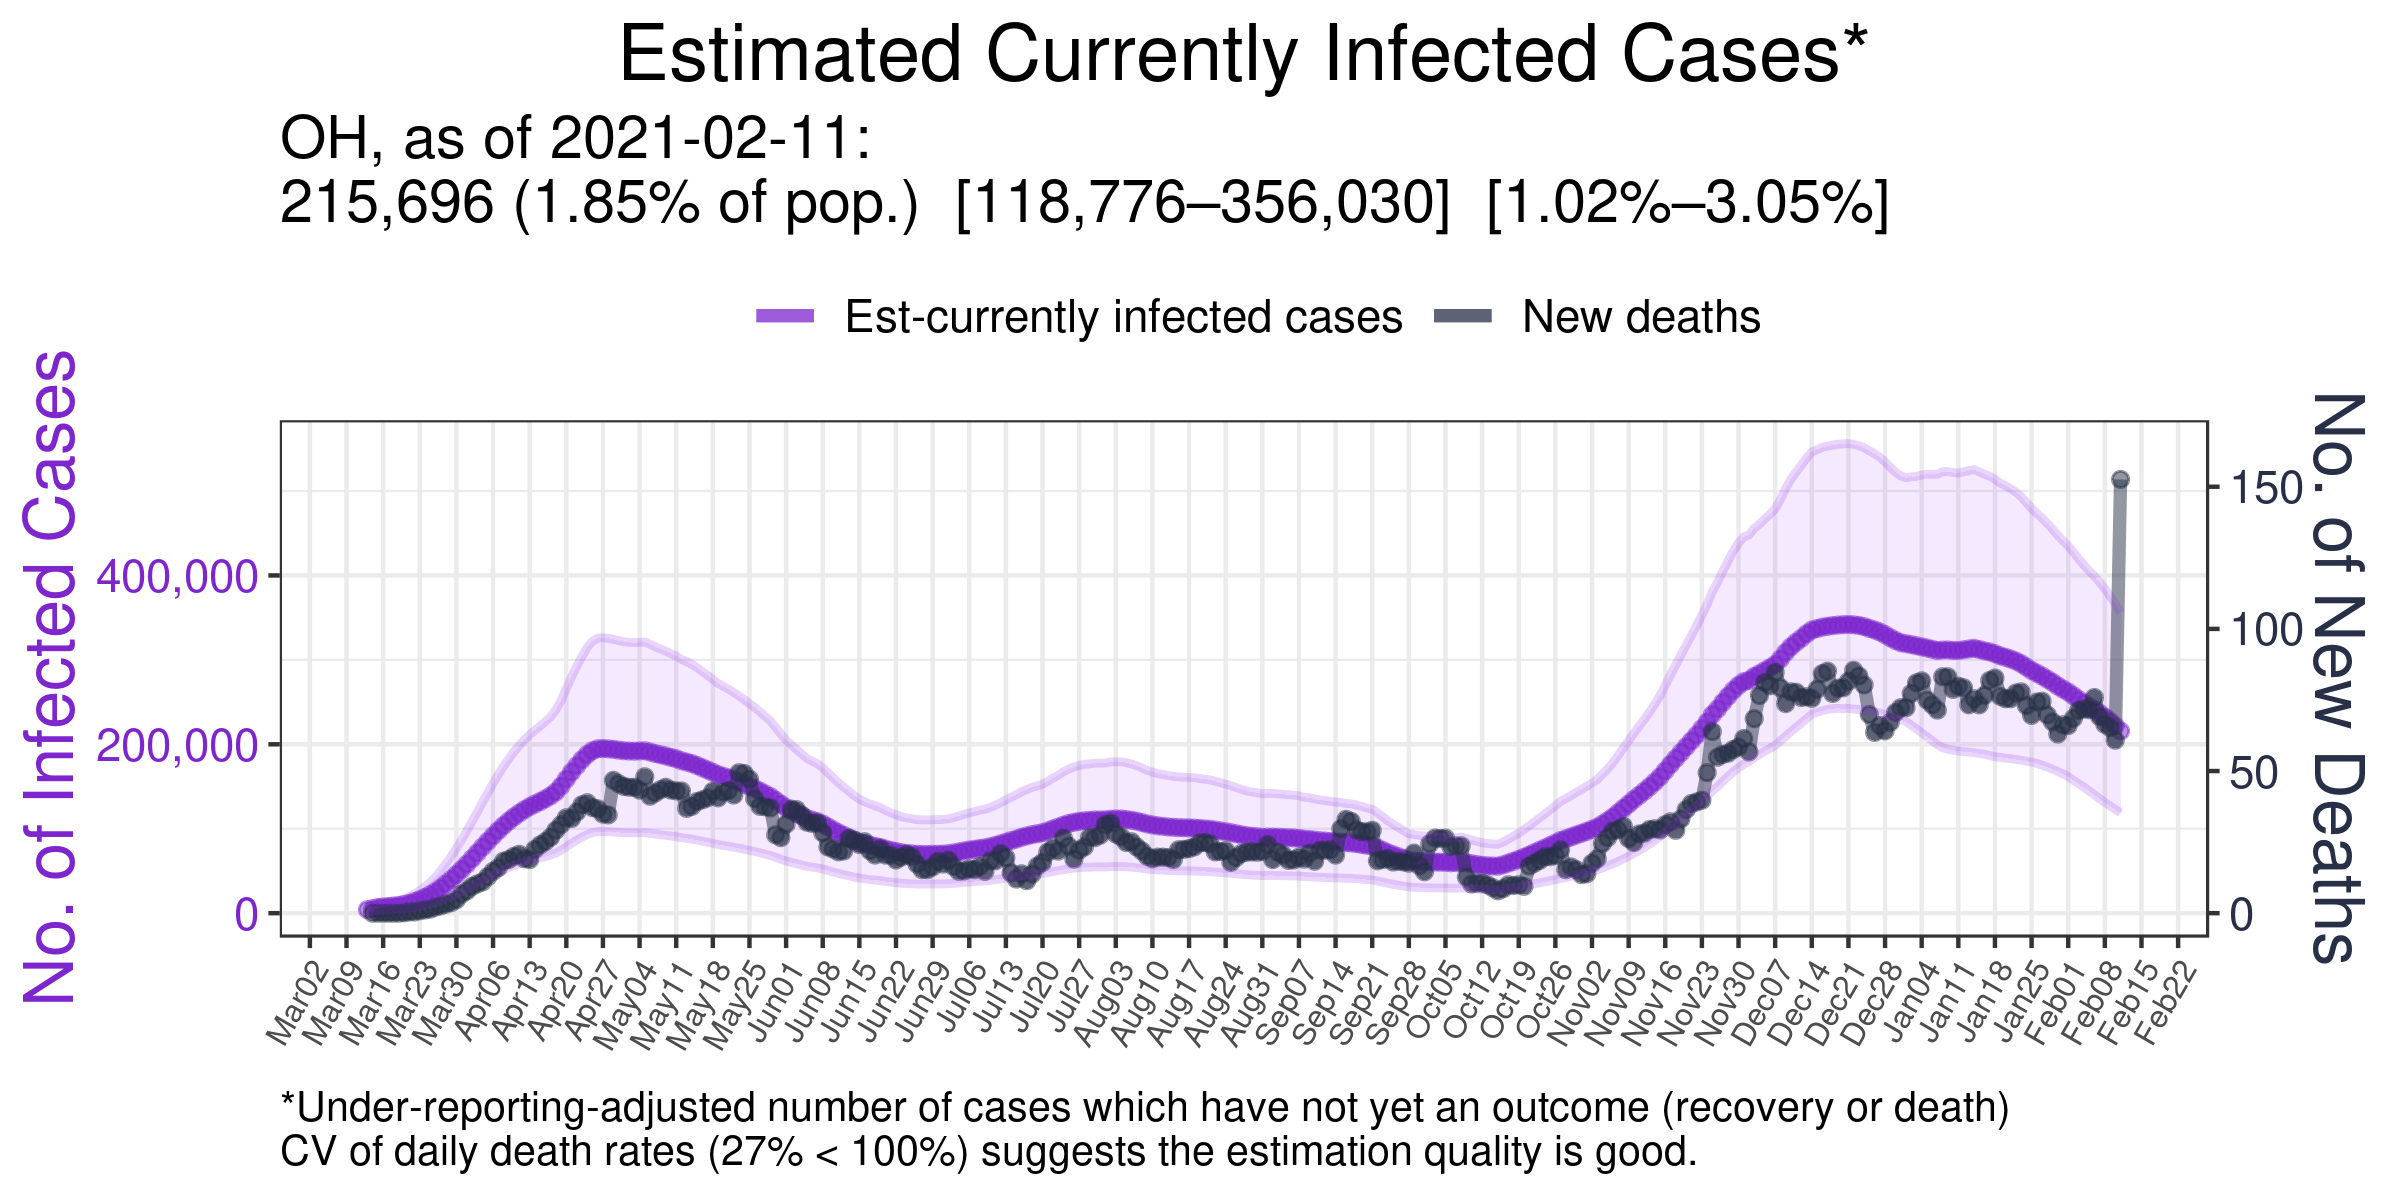 Estimated Currently Infected Cases*
OH, as of 2021-02-11:
215,696 (1.85% of pop.)  [118,776–356,030]  [1.02%–3.05%]
Est-currently infected cases
New deaths
No. of Infected Cases
400,000
200,000
0
150
100
50
0
No. of New Deaths
Mar02
Mar09
Mar16
Mar23
Mar30
Apr06
Apr13
Apr20
Apr27
May04
May11
May18
May25
Jun01
Jun08
Jun15
Jun22
Jun29
Jul06
Jul13
Jul20
Jul27
Aug03
Aug10
Aug17
Aug24
Aug31
Sep07
Sep14
Sep21
Sep28
Oct05
Oct12
Oct19
Oct26
Nov02
Nov09
Nov16
Nov23
Nov30
Dec07
Dec14
Dec21
Dec28
Jan04
Jan11
Jan18
Jan25
Feb01
Feb08
Feb15
Feb22
*Under-reporting-adjusted number of cases which have not yet an outcome (recovery or death)
CV of daily death rates (27% < 100%) suggests the estimation quality is good.